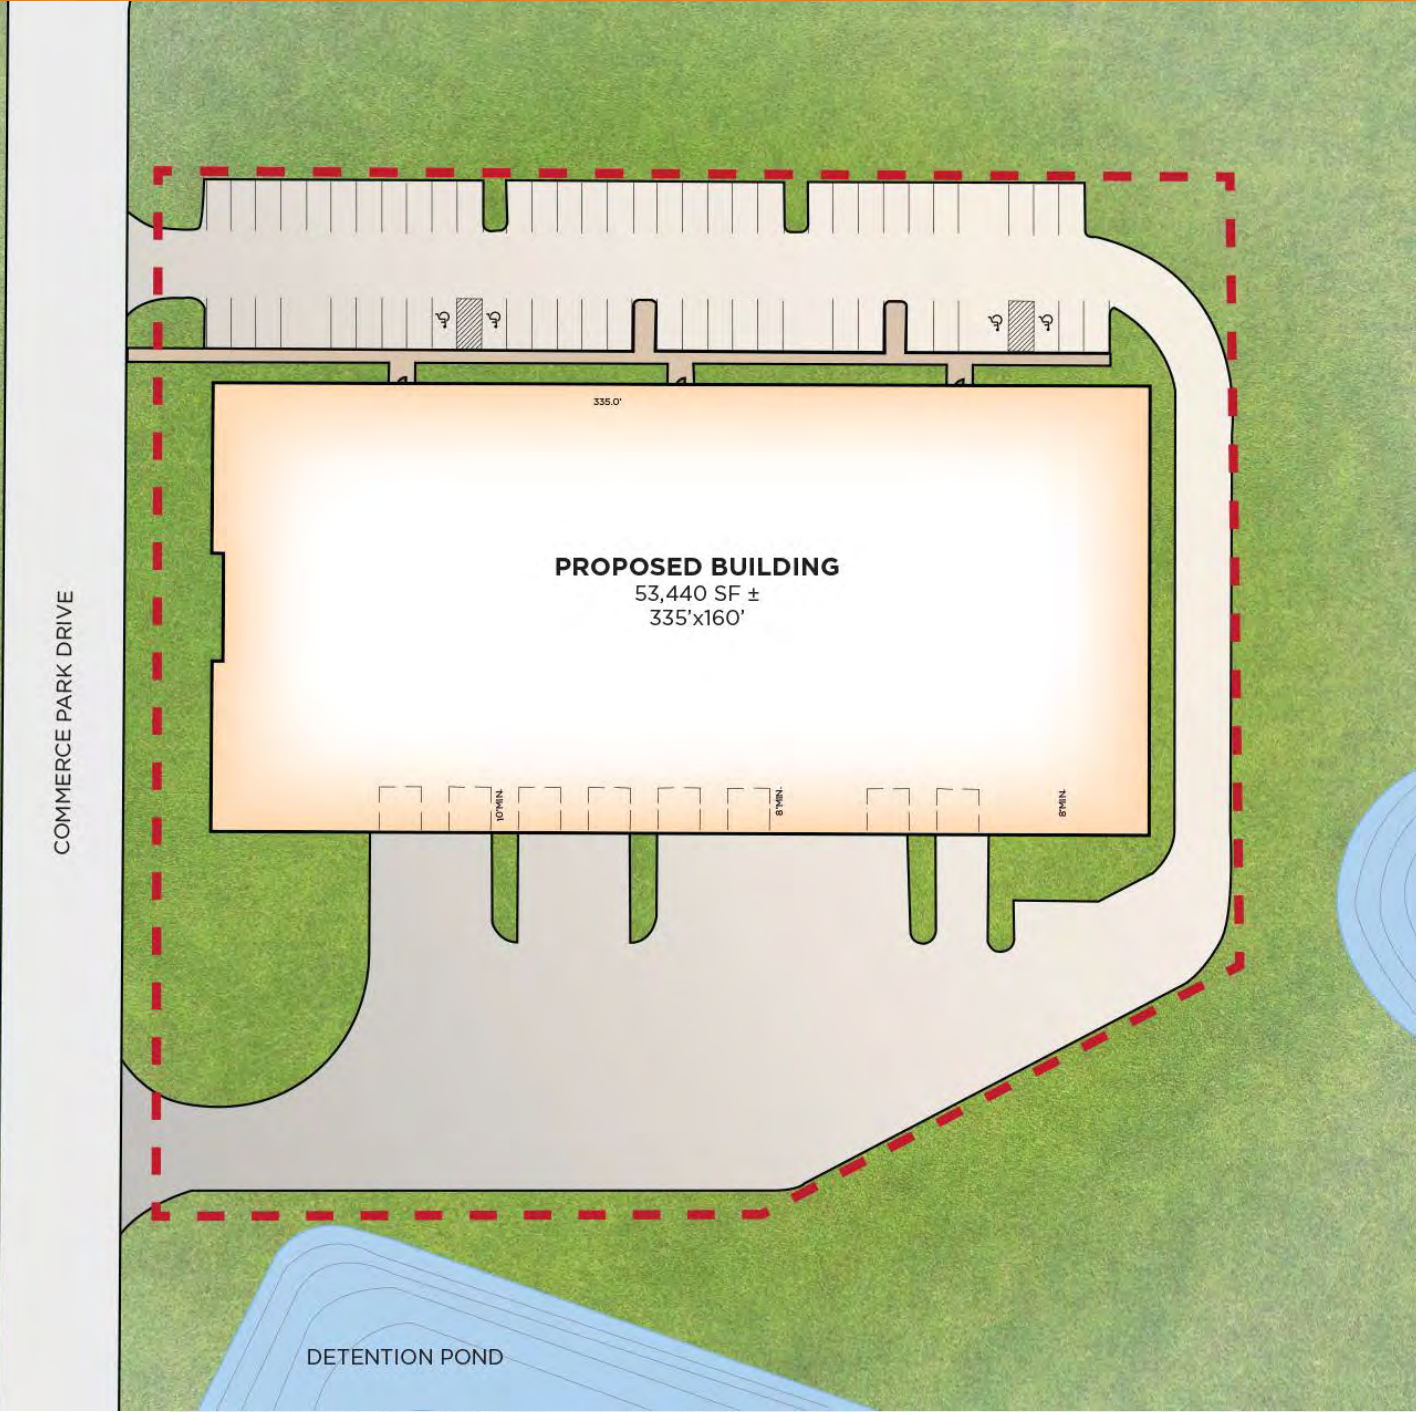 335.0'
PROPOSED BUILDING
53,440 SF ±
335'x160'
COMMERCE PARK DRIVE
10'MIN.
8'MIN.
8'MIN.
DETENTION POND